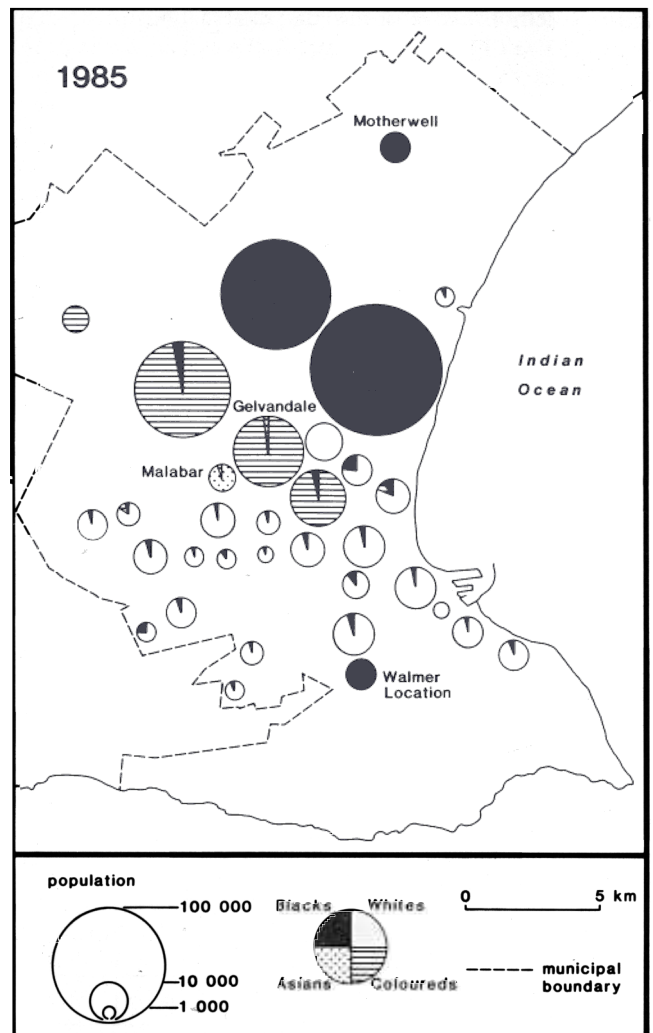 1985
Motherwell
Indian
Ocean
Gelvandale
Malabar
Walmer
Location
population
100 000
10 000
1 000
Blacks
Whites
Asians
Coloureds
0
5 km
municipal
boundary